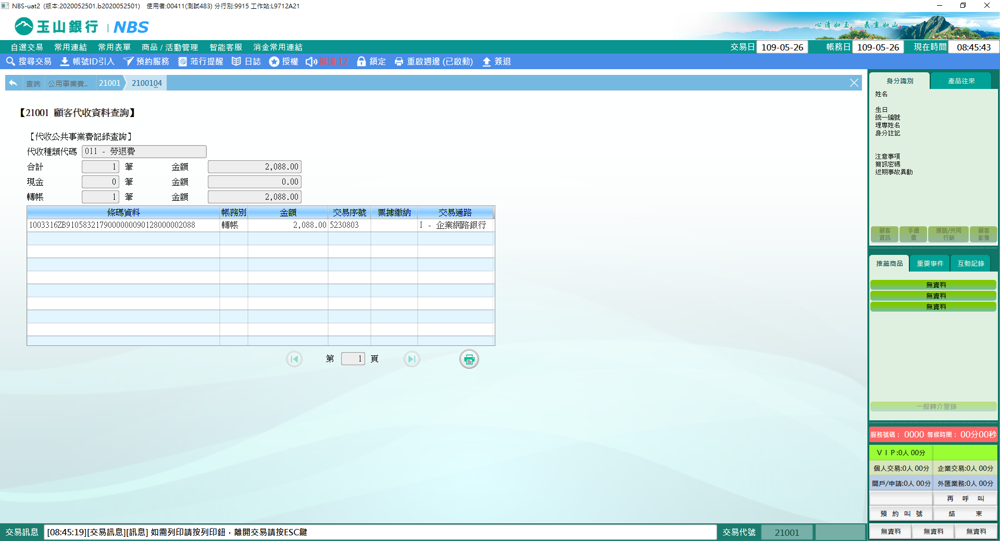 NBS-uat2 (版本:2020052501.b2020052501) 使用者:00411(測試483) 分行別:9915 工作站:L9712A21
玉山銀行 | NBS
心清如玉 義重如山
自選交易 常用連結 常用表單 商品 / 活動管理 智能客服 消金常用連結 交易日 109-05-26 帳務日 109-05-26 現在時間 08:45:43
搜尋交易 帳號ID引入 預約服務 蒞行提醒 日誌 授權 廣播:12 鎖定 重啟週邊 (已啟動) 簽退
查詢 公用事業費.. 21001 2100104
【21001 顧客代收資料查詢】
【代收公共事業費記錄查詢】
代收種類代碼 011 - 勞退費
合計 1 筆 金額 2,088.00
現金 0 筆 金額 0.00
轉帳 1 筆 金額 2,088.00
條碼資料 帳務別 金額 交易序號 票據繳納 交易通路
1003316ZB91058321790000000090128000002088 轉帳 2,088.00 5230803 I - 企業網路銀行
第 1 頁
身分識別 產品往來
姓名
生日
統一編號
理專姓名
身分註記
注意事項
簡訊密碼
近期事故異動
顧客資訊 手續費 通路/共同行銷 顧客影像
推薦商品 重要事件 互動記錄
無資料
無資料
無資料
一般轉介登錄
服務號碼： 0000 等候時間： 00分00秒
ＶＩＰ:0人 00分
個人交易:0人 00分 企業交易:0人 00分
開戶/申請:0人 00分 外匯業務:0人 00分
再 呼 叫
預 約 叫 號 結 束
無資料 無資料 無資料
交易訊息 [08:45:19][交易訊息][訊息] 如需列印請按列印鈕，離開交易請按ESC鍵 交易代號 21001